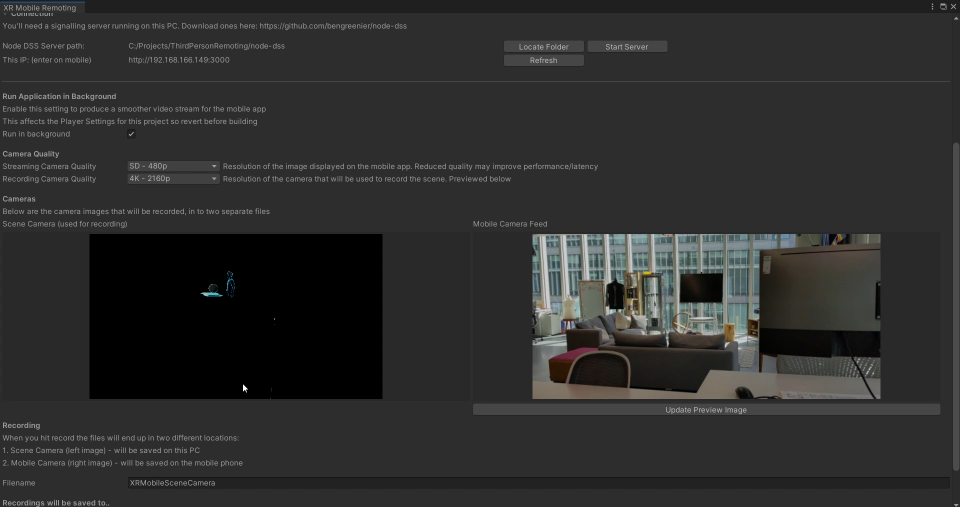 XR Mobile Remoting
Connection
You'll need a signalling server running on this PC. Download ones here: https://github.com/bengreenier/node-dss
Node DSS Server path: C:/Projects/ThirdPersonRemoting/node-dss Locate Folder Start Server
This IP: (enter on mobile) http://192.168.166.149:3000 Refresh
Run Application in Background
Enable this setting to produce a smoother video stream for the mobile app
This affects the Player Settings for this project so revert before building
Run in background
Camera Quality
Streaming Camera Quality SD - 480p Resolution of the image displayed on the mobile app. Reduced quality may improve performance/latency
Recording Camera Quality 4K - 2160p Resolution of the camera that will be used to record the scene. Previewed below
Cameras
Below are the camera images that will be recorded, in to two separate files
Scene Camera (used for recording) Mobile Camera Feed
Update Preview Image
Recording
When you hit record the files will end up in two different locations:
1. Scene Camera (left image) - will be saved on this PC
2. Mobile Camera (right image) - will be saved on the mobile phone
Filename XRMobileSceneCamera
Recordings will be saved to..